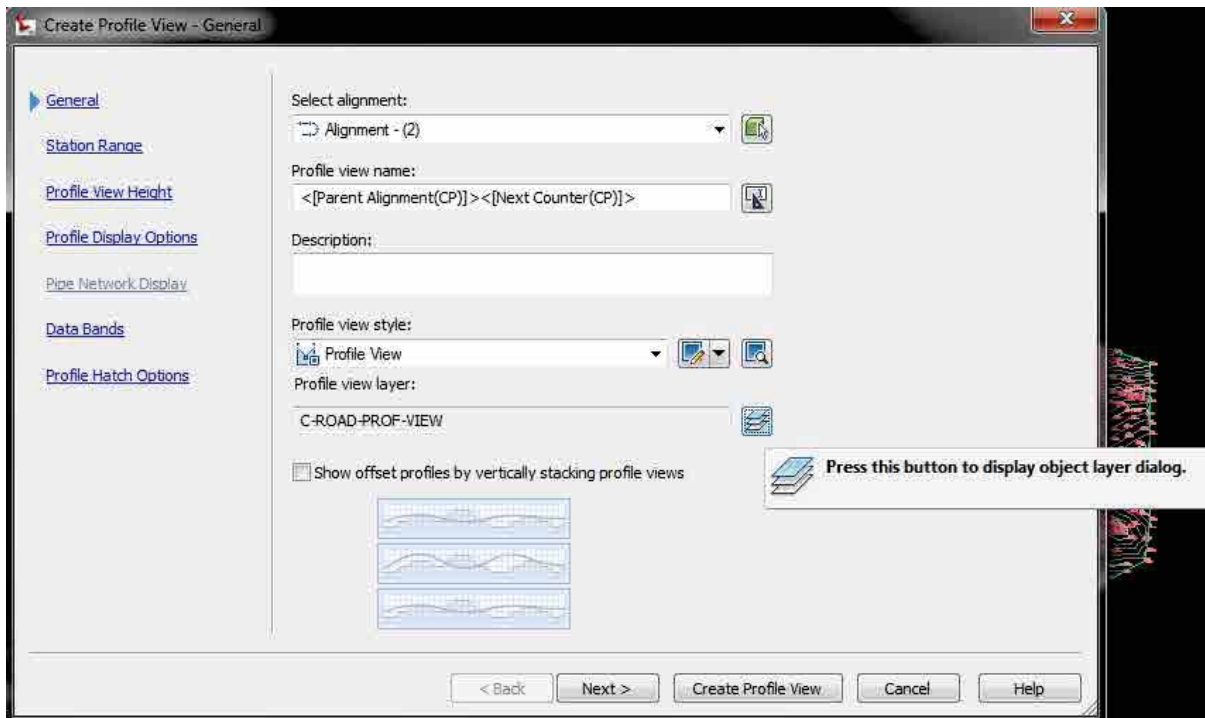 Create Profile View - General
General
Station Range
Profile View Height
Profile Display Options
Pipe Network Display
Data Bands
Profile Hatch Options
Select alignment:
Alignment - (2)
Profile view name:
<[Parent Alignment(CP)]><[Next Counter(CP)]>
Description:
Profile view style:
Profile View
Profile view layer:
C-ROAD-PROF-VIEW
Press this button to display object layer dialog.
Show offset profiles by vertically stacking profile views
< Back Next > Create Profile View Cancel Help